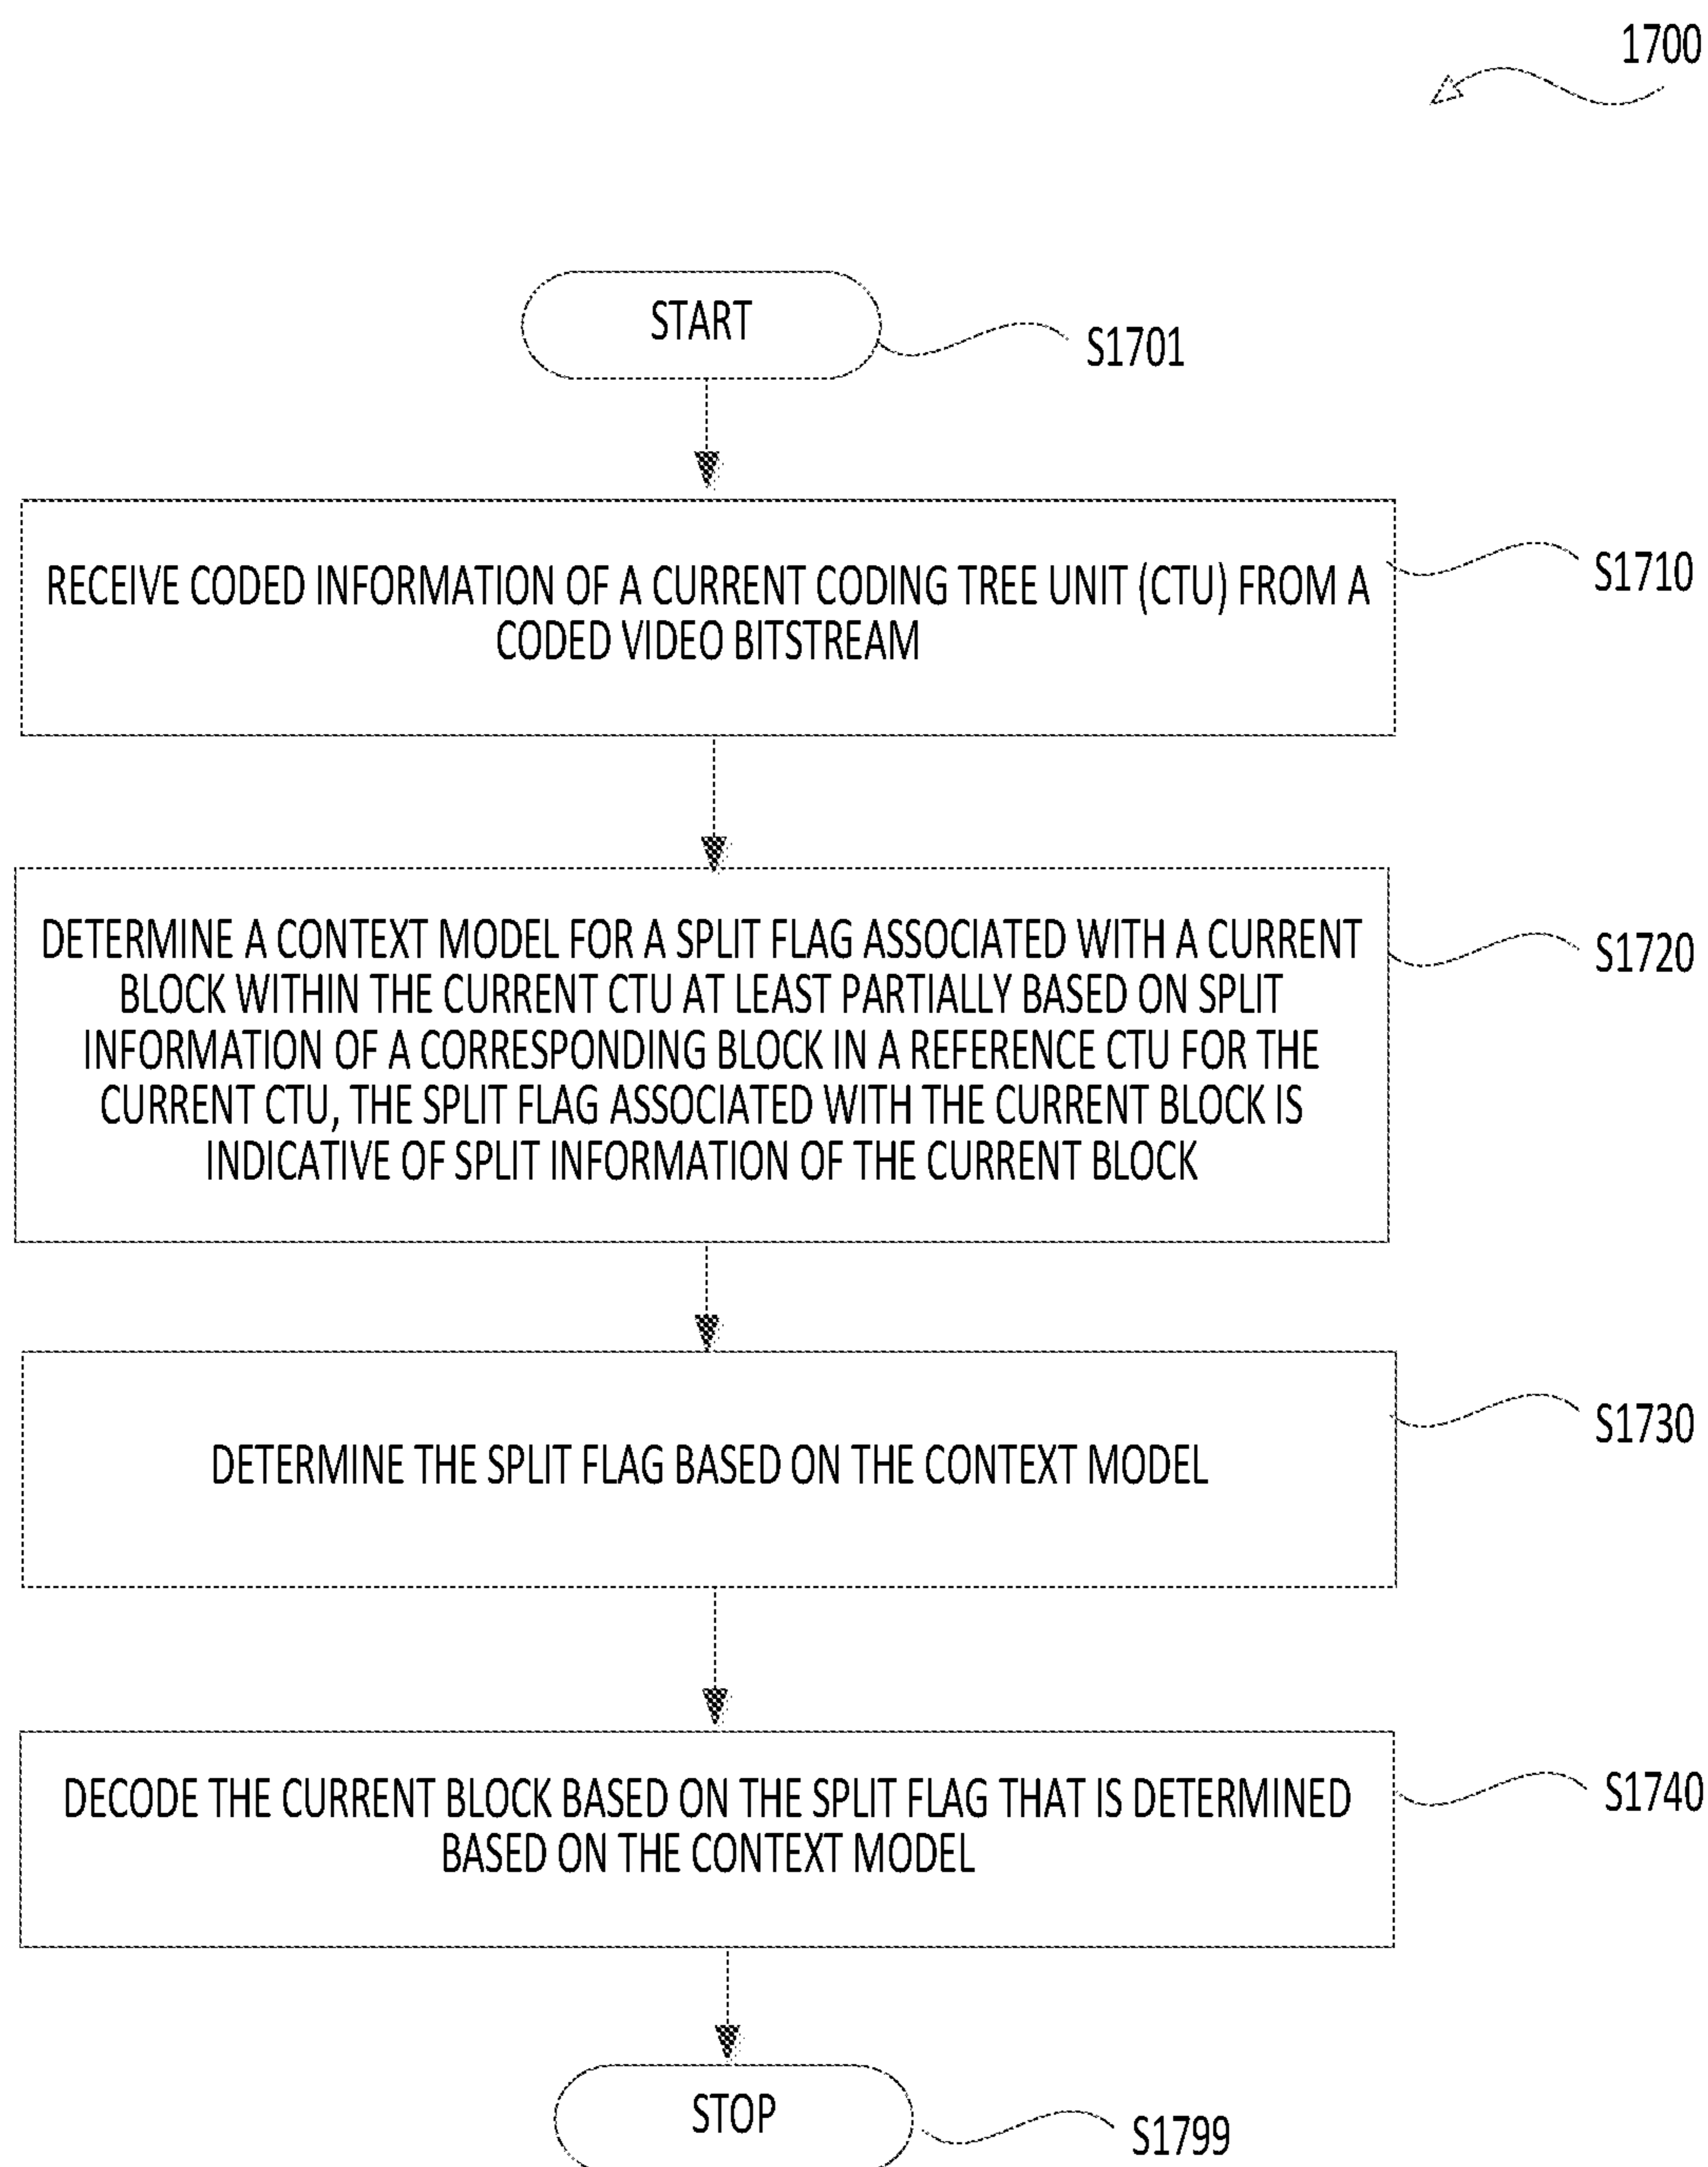 1700
START
S1701
RECEIVE CODED INFORMATION OF A CURRENT CODING TREE UNIT (CTU) FROM A
CODED VIDEO BITSTREAM
S1710
DETERMINE A CONTEXT MODEL FOR A SPLIT FLAG ASSOCIATED WITH A CURRENT
BLOCK WITHIN THE CURRENT CTU AT LEAST PARTIALLY BASED ON SPLIT
INFORMATION OF A CORRESPONDING BLOCK IN A REFERENCE CTU FOR THE
CURRENT CTU, THE SPLIT FLAG ASSOCIATED WITH THE CURRENT BLOCK IS
INDICATIVE OF SPLIT INFORMATION OF THE CURRENT BLOCK
S1720
DETERMINE THE SPLIT FLAG BASED ON THE CONTEXT MODEL
S1730
DECODE THE CURRENT BLOCK BASED ON THE SPLIT FLAG THAT IS DETERMINED
BASED ON THE CONTEXT MODEL
S1740
STOP
S1799